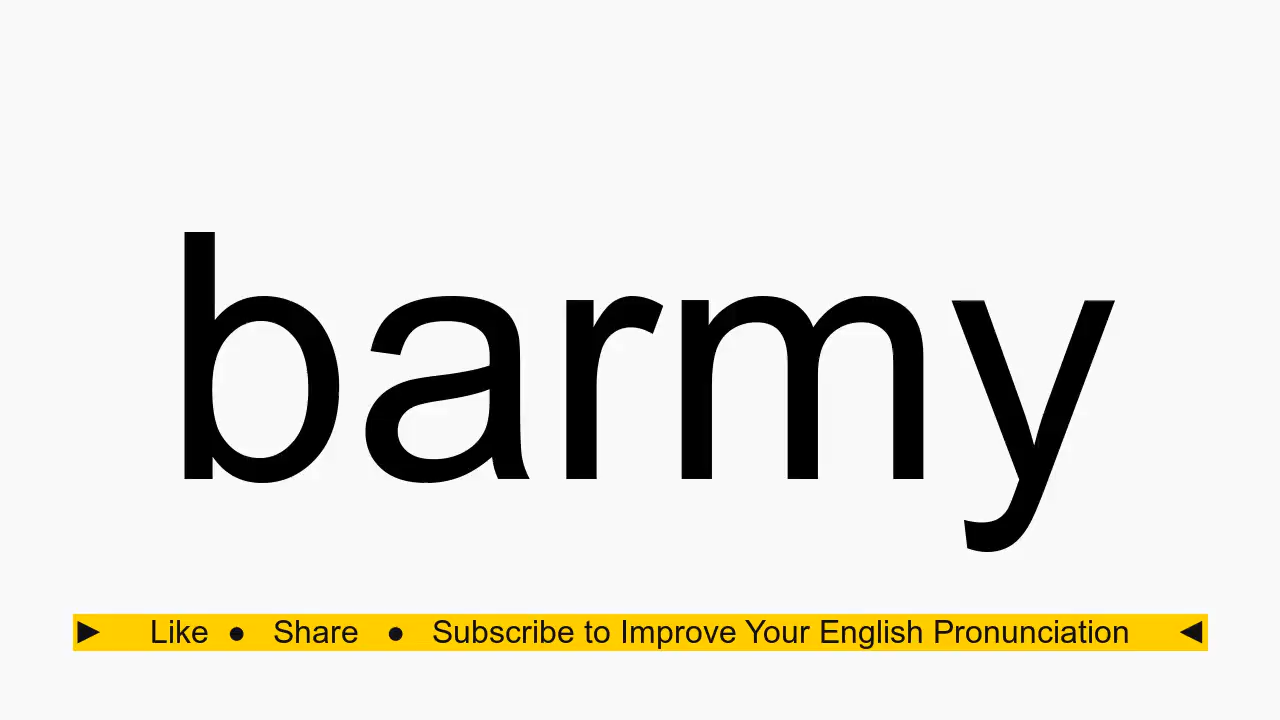 barmy
► Like ● Share ● Subscribe to Improve Your English Pronunciation ◄